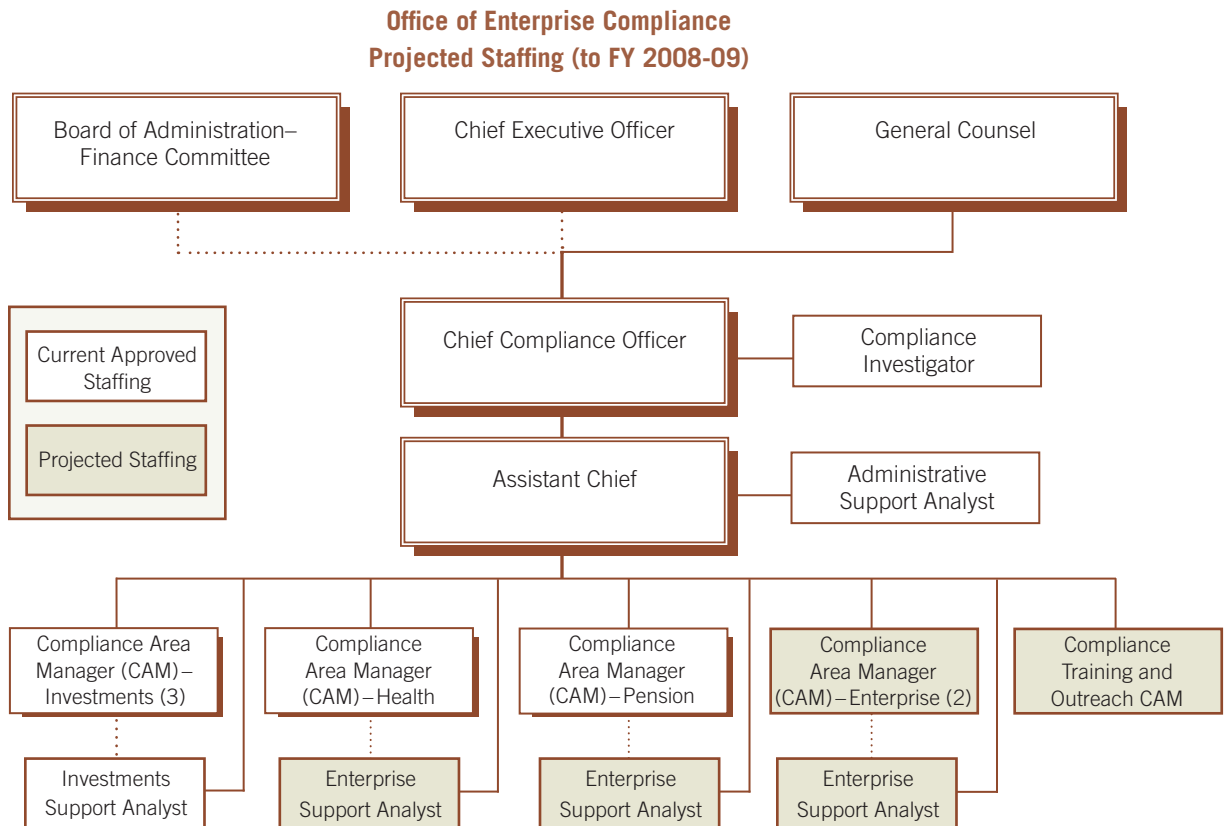 Office of Enterprise Compliance
Projected Staffing (to FY 2008-09)
Board of Administration–
Finance Committee
Chief Executive Officer
General Counsel
Chief Compliance Officer
Compliance
Investigator
Current Approved
Staffing
Projected Staffing
Assistant Chief
Administrative
Support Analyst
Compliance Area
Manager (CAM)–
Investments (3)
Compliance
Area Manager
(CAM)–Health
Compliance
Area Manager
(CAM)–Pension
Compliance
Area Manager
(CAM)–Enterprise (2)
Compliance
Training and
Outreach CAM
Investments
Support Analyst
Enterprise
Support Analyst
Enterprise
Support Analyst
Enterprise
Support Analyst